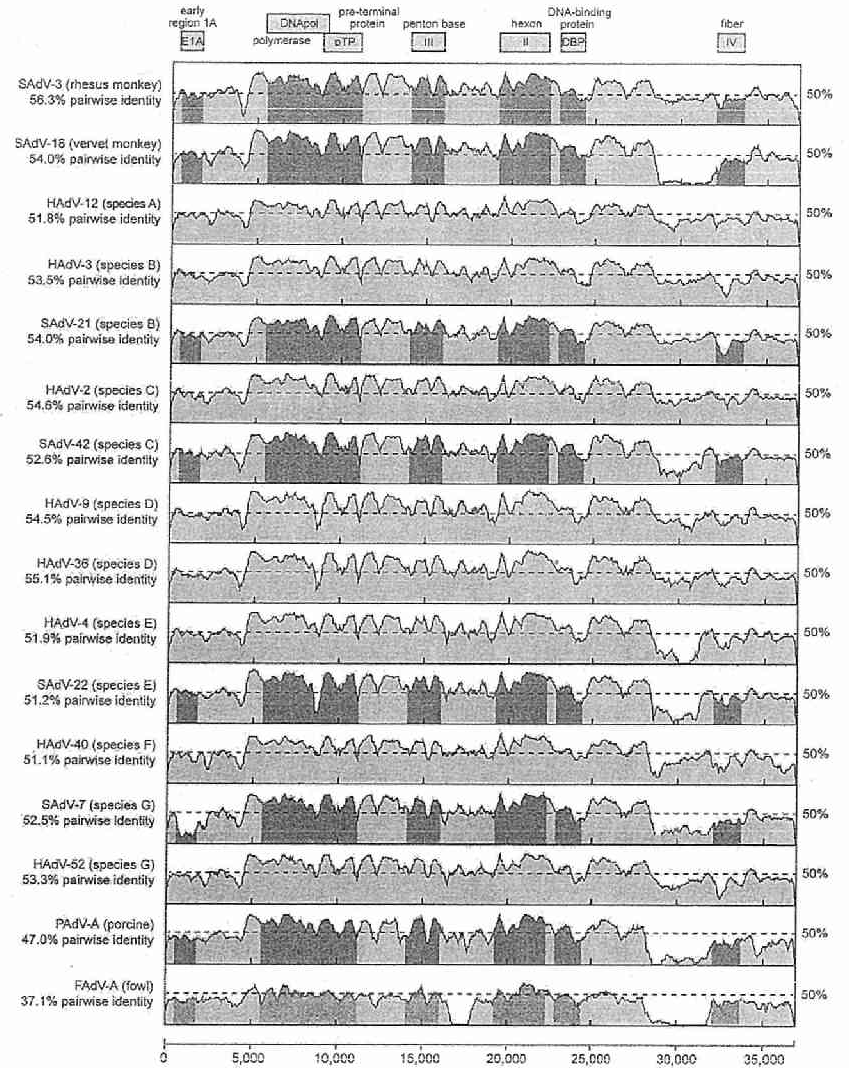 early
region 1A
E1A
DNApol
polymerase
pre-terminal
protein
pTP
penton base
III
hexon
II
DNA-binding
protein
DBP
fiber
IV
SAdV-3 (rhesus monkey)
56.3% pairwise identity
50%
SAdV-18 (vervet monkey)
54.0% pairwise identity
50%
HAdV-12 (species A)
51.8% pairwise identity
50%
HAdV-3 (species B)
53.5% pairwise identity
50%
SAdV-21 (species B)
54.0% pairwise identity
50%
HAdV-2 (species C)
54.6% pairwise identity
50%
SAdV-42 (species C)
52.6% pairwise identity
50%
HAdV-9 (species D)
54.5% pairwise identity
50%
HAdV-36 (species D)
55.1% pairwise identity
50%
HAdV-4 (species E)
51.9% pairwise identity
50%
SAdV-22 (species E)
51.2% pairwise identity
50%
HAdV-40 (species F)
51.1% pairwise identity
50%
SAdV-7 (species G)
52.5% pairwise identity
50%
HAdV-52 (species G)
53.3% pairwise identity
50%
PAdV-A (porcine)
47.0% pairwise identity
50%
FAdV-A (fowl)
37.1% pairwise identity
50%
0 5,000 10,000 15,000 20,000 25,000 30,000 35,000